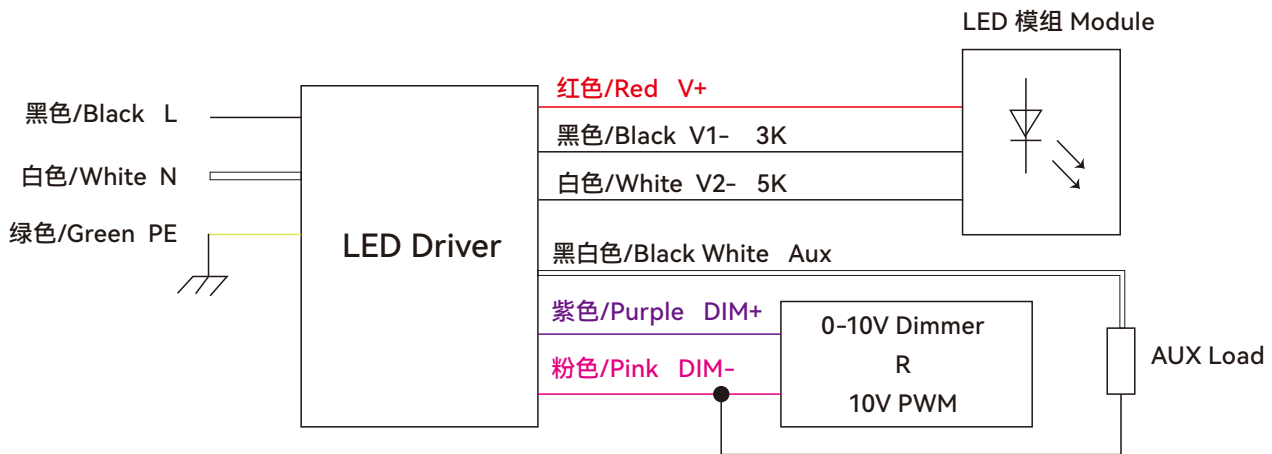 LED 模组 Module
红色/Red V+
黑色/Black L
黑色/Black V1- 3K
白色/White N
白色/White V2- 5K
绿色/Green PE
LED Driver
黑白色/Black White Aux
紫色/Purple DIM+
0-10V Dimmer
R
10V PWM
AUX Load
粉色/Pink DIM-